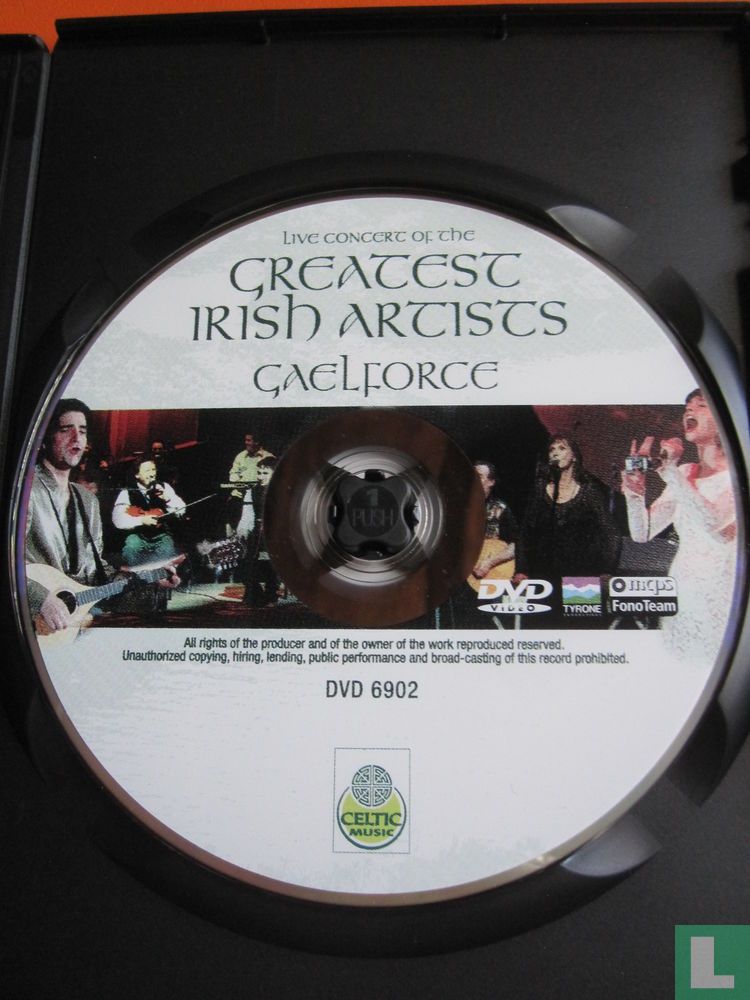 Live concert of the
Greatest
Irish Artists
Gaelforce
1
PUSH
DVD
VIDEO
TYRONE
mcps
FonoTeam
All rights of the producer and of the owner of the work reproduced reserved.
Unauthorized copying, hiring, lending, public performance and broad-casting of this record prohibited.
DVD 6902
CELTIC
MUSIC
L